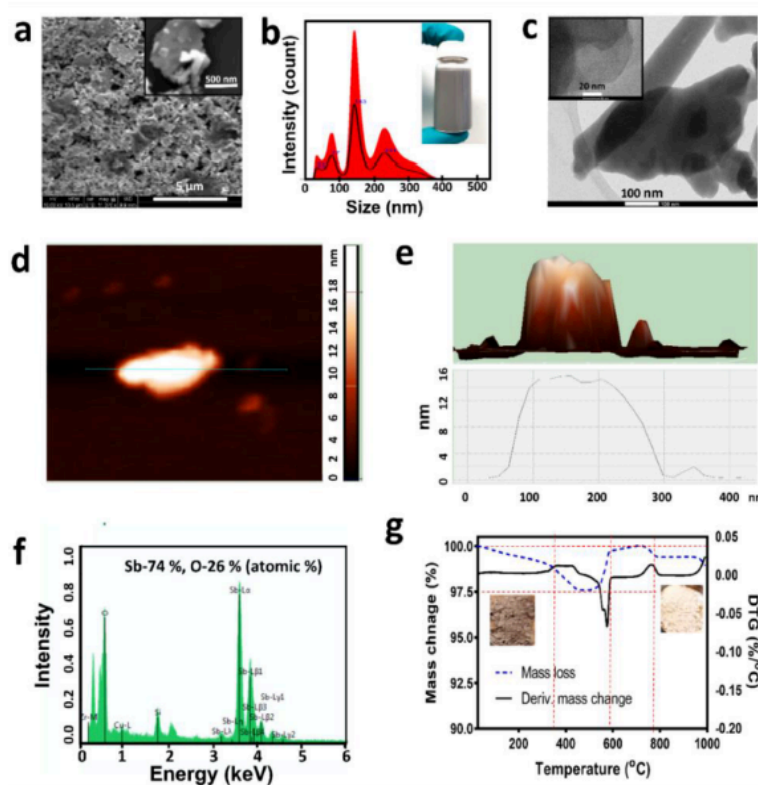 a
500 nm
5 µm
b
Intensity (count)
0 100 200 300 400 500
Size (nm)
c
20 nm
100 nm
d
nm
18
16
14
12
10
8
6
4
2
0
e
16
12
8
4
0
nm
0 100 200 300 400 nm
f
Sb-74 %, O-26 % (atomic %)
1.0
0.8
0.6
0.4
0.2
0.0
Intensity
O
Cu-L
Si
Sb-Lα
Sb-Lβ1
Sb-Lγ1
Sb-Lβ3
Sb-Lβ2
Sb-Lγ2
0 1 2 3 4 5 6
Energy (keV)
g
100.0
97.5
95.0
92.5
90.0
Mass chnage (%)
0.05
0.00
-0.05
-0.10
-0.15
-0.20
DTG (%/°C)
Mass loss
Deriv. mass change
200 400 600 800 1000
Temperature (°C)